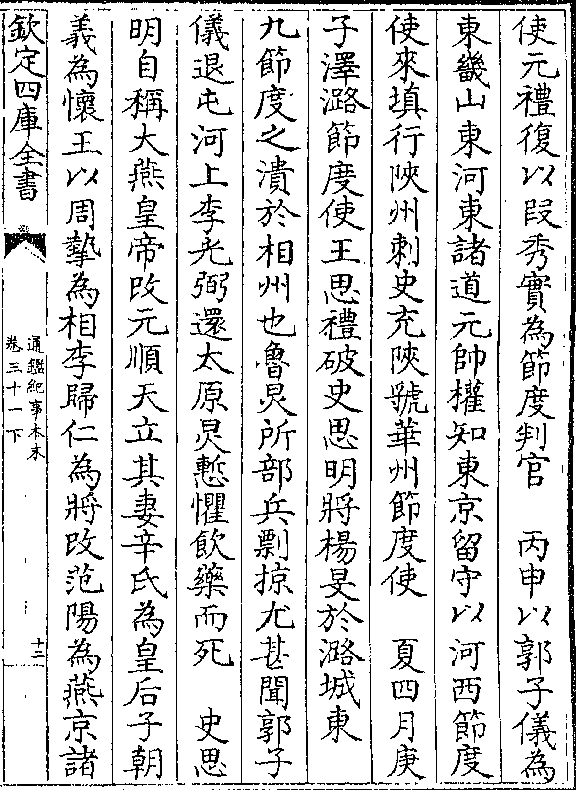 使元禮復以段秀實為節度判官　丙申以郭子儀為
東畿山東河東諸道元帥權知東京留守以河西節度
使來填行陜州刺史充陜虢華州節度使　夏四月庚
子澤潞節度使王思禮破史思明將楊旻於潞城東
九節度之潰於相州也魯炅所部兵剽掠尤甚聞郭子
儀退屯河上李光弼還太原炅慙懼飲藥而死　史思
明自稱大燕皇帝改元順天立其妻辛氏為皇后子朝
義為懷王以周摯為相李歸仁為將改范陽為燕京諸
欽定四庫全書
通鑑紀事本末
卷三十一下
十二